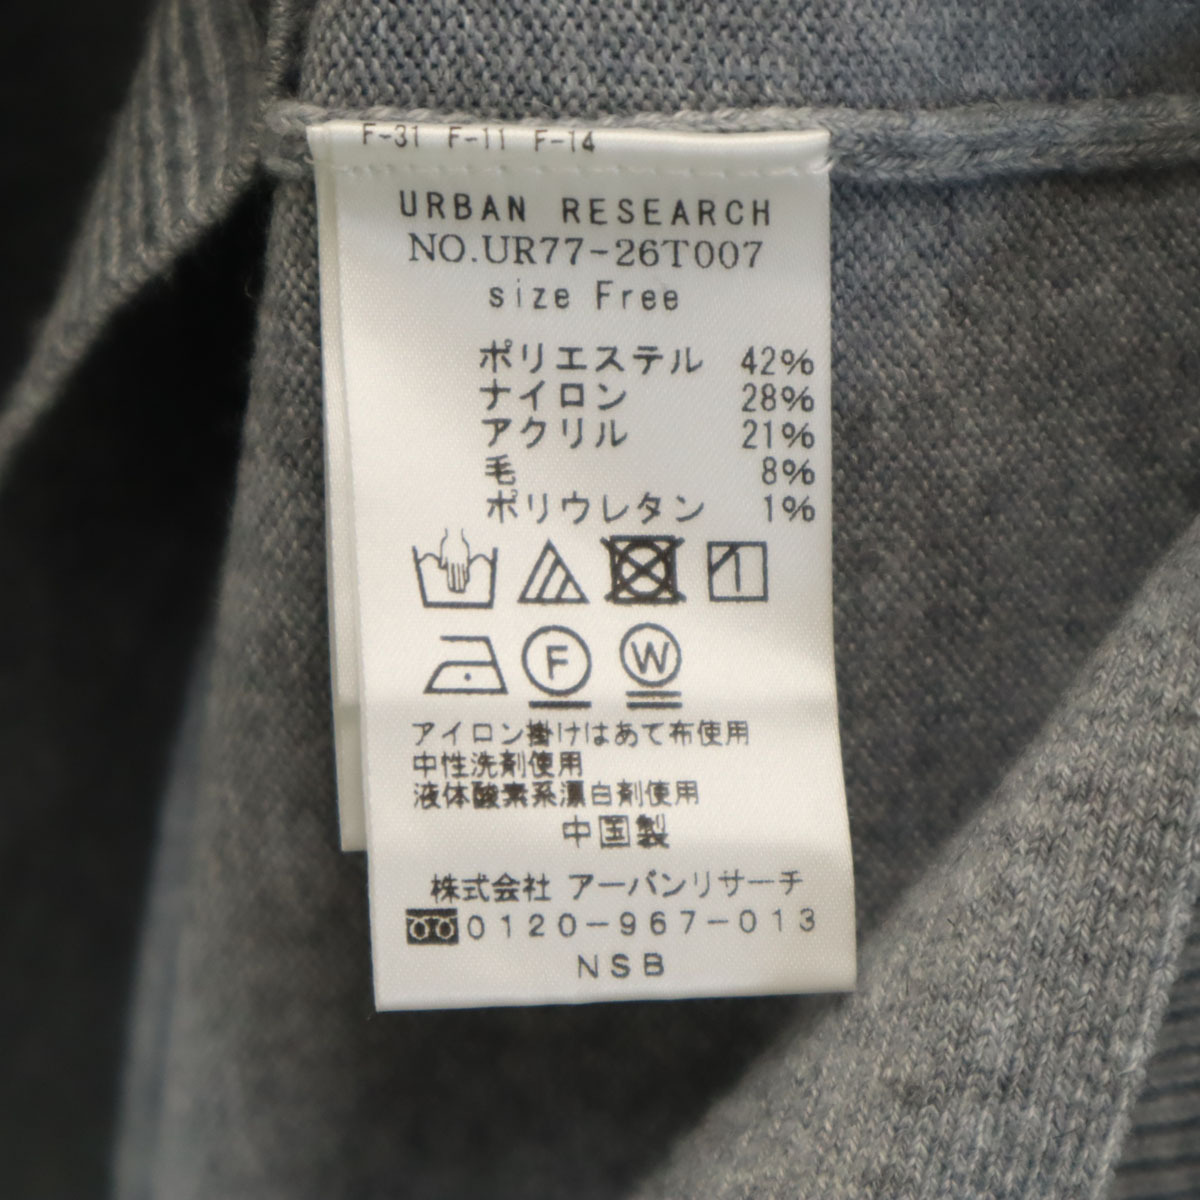 F-31 F-11 F-14
URBAN RESEARCH
NO.UR77-26T007
size Free
ポリエステル 42%
ナイロン 28%
アクリル 21%
毛 8%
ポリウレタン 1%
F W
アイロン掛けはあて布使用
中性洗剤使用
液体酸素系漂白剤使用
中国製
株式会社 アーバンリサーチ
0120-967-013
NSB